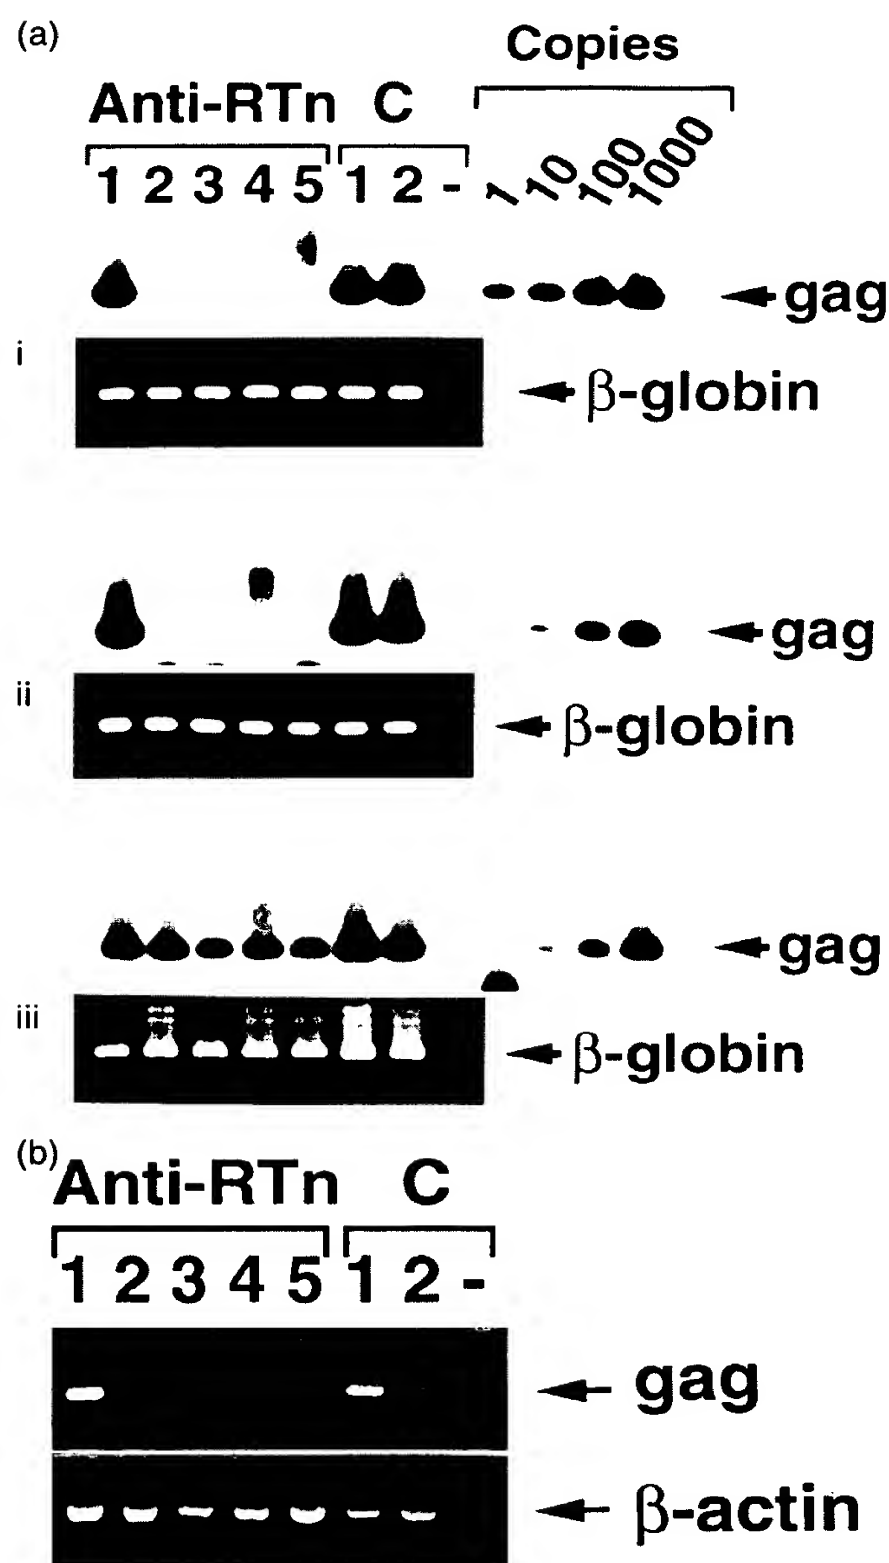 (a)
Copies
Anti-RTn C
1 2 3 4 5 1 2 - 1 10 100 1000
gag
i
β-globin
gag
ii
β-globin
gag
iii
β-globin
(b)
Anti-RTn C
1 2 3 4 5 1 2 -
gag
β-actin